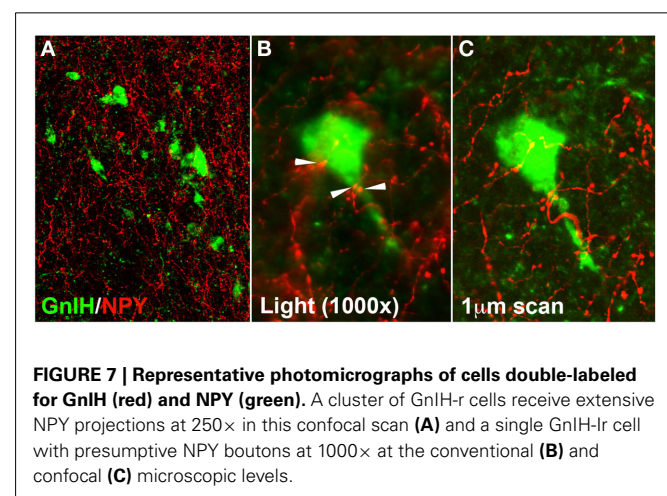 A
B
C
GnIH/NPY
Light (1000x)
1μm scan
FIGURE 7 | Representative photomicrographs of cells double-labeled
for GnIH (red) and NPY (green). A cluster of GnIH-r cells receive extensive
NPY projections at 250× in this confocal scan (A) and a single GnIH-Ir cell
with presumptive NPY boutons at 1000× at the conventional (B) and
confocal (C) microscopic levels.